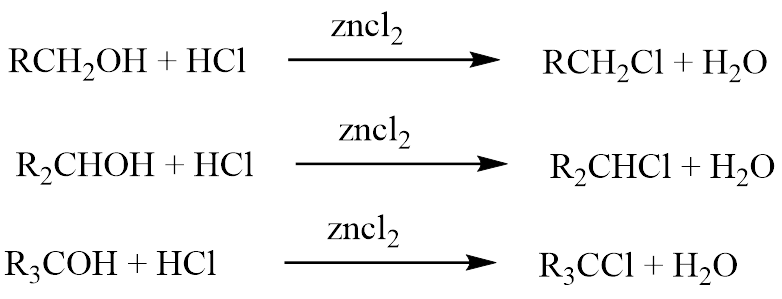 zncl₂
RCH₂OH + HCl → RCH₂Cl + H₂O
zncl₂
R₂CHOH + HCl → R₂CHCl + H₂O
zncl₂
R₃COH + HCl → R₃CCl + H₂O